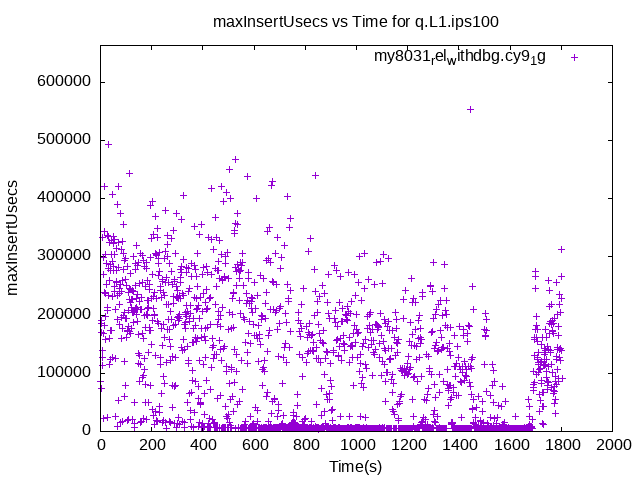 maxInsertUsecs vs Time for q.L1.ips100
my8031relwithdbg.cy91g
600000
500000
400000
300000
200000
100000
0
maxInsertUsecs
0 200 400 600 800 1000 1200 1400 1600 1800 2000
Time(s)